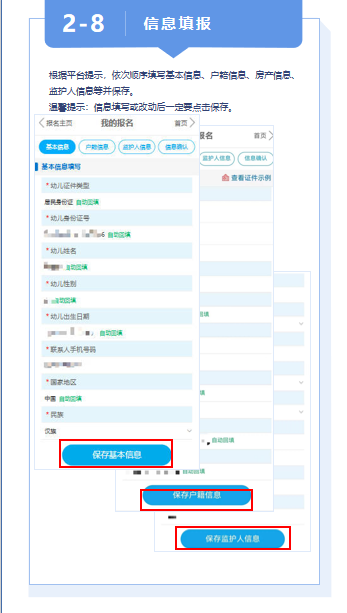 2-8 信息填报
根据平台提示，依次顺序填写基本信息、户籍信息、房产信息、
监护人信息等并保存。
温馨提示：信息填写或改动后一定要点击保存。
报名主页 我的报名 首页
基本信息 户籍信息 监护人信息 信息确认
基本信息填写
* 幼儿证件类型
居民身份证 自动回填
* 幼儿身份证号
6 自动回填
* 幼儿姓名
自动回填
* 幼儿性别
自动回填
* 幼儿出生日期
自动回填
* 联系人手机号码
* 国家地区
中国 自动回填
* 民族
汉族
保存基本信息
报名 首页
监护人信息 信息确认
查看证件示例
填
自动回填
自动回填
保存户籍信息
保存监护人信息